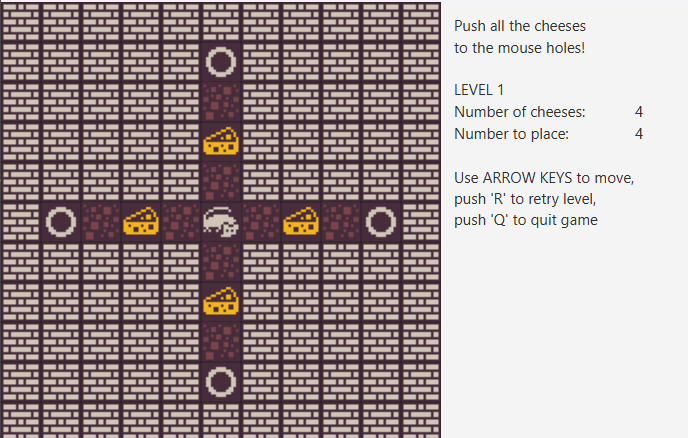 Push all the cheeses
to the mouse holes!
LEVEL 1
Number of cheeses: 4
Number to place: 4
Use ARROW KEYS to move,
push 'R' to retry level,
push 'Q' to quit game